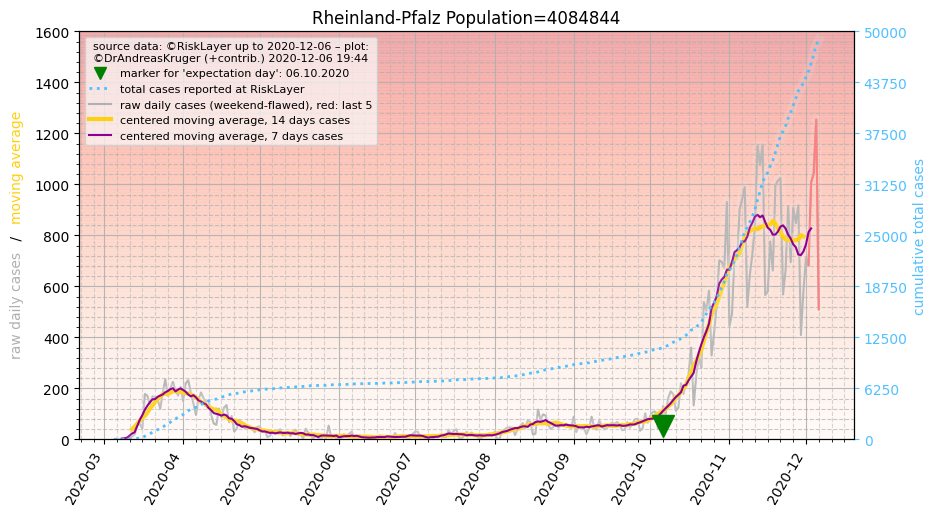 Rheinland-Pfalz Population=4084844
source data: ©RiskLayer up to 2020-12-06 – plot:
©DrAndreasKruger (+contrib.) 2020-12-06 19:44
marker for 'expectation day': 06.10.2020
total cases reported at RiskLayer
raw daily cases (weekend-flawed), red: last 5
centered moving average, 14 days cases
centered moving average, 7 days cases
raw daily cases / moving average
1600
1400
1200
1000
800
600
400
200
0
50000
43750
37500
31250
25000
18750
12500
6250
0
cumulative total cases
2020-03
2020-04
2020-05
2020-06
2020-07
2020-08
2020-09
2020-10
2020-11
2020-12